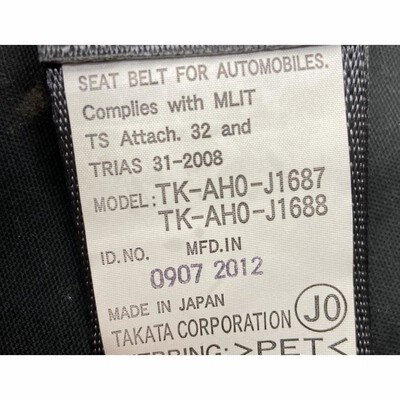 SEAT BELT FOR AUTOMOBILES.
Complies with MLIT
TS Attach. 32 and
TRIAS 31-2008
MODEL: TK-AH0-J1687
TK-AH0-J1688
ID.NO. MFD.IN
0907 2012
MADE IN JAPAN
TAKATA CORPORATION J0
>PET<